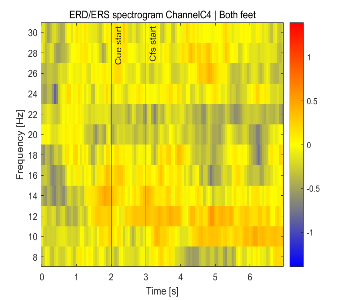 ERD/ERS spectrogram ChannelC4 | Both feet
Cue start
Cfs start
Frequency [Hz]
30
28
26
24
22
20
18
16
14
12
10
8
0 1 2 3 4 5 6
Time [s]
1
0.5
0
-0.5
-1